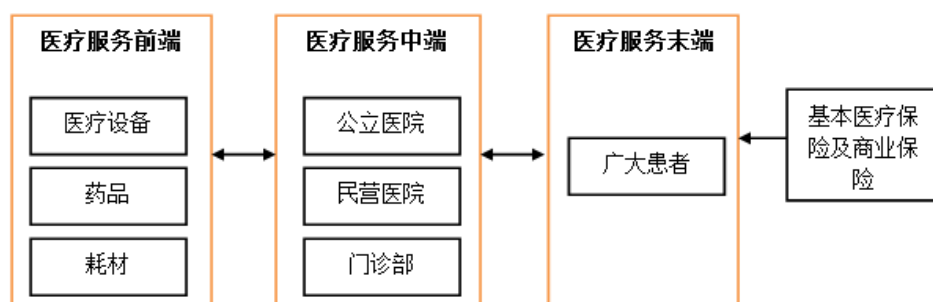 医疗服务前端
医疗设备
药品
耗材
医疗服务中端
公立医院
民营医院
门诊部
医疗服务末端
广大患者
基本医疗保
险及商业保
险